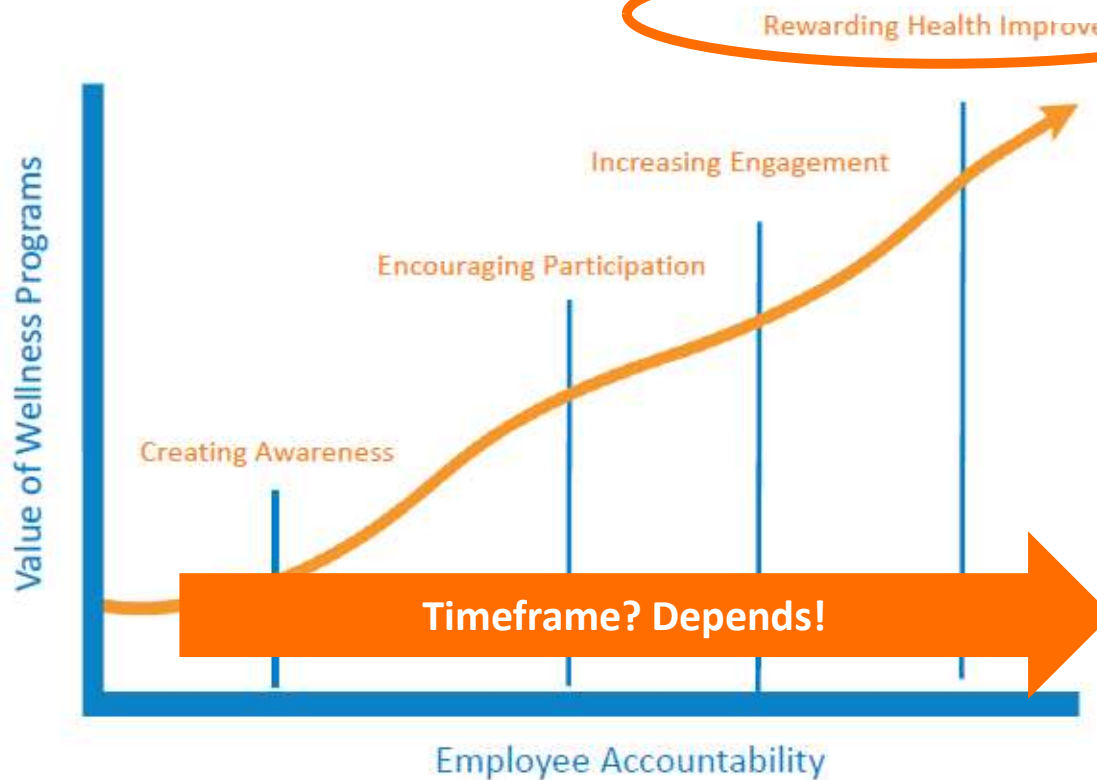 Rewarding Health Improve
Increasing Engagement
Encouraging Participation
Creating Awareness
Value of Wellness Programs
Timeframe? Depends!
Employee Accountability